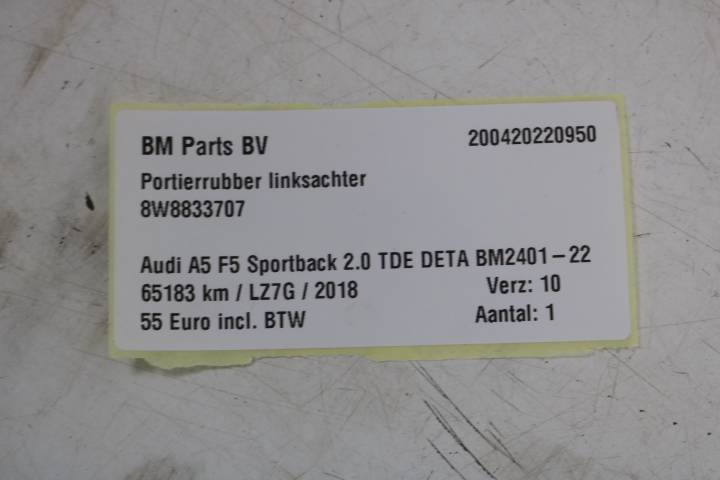 BM Parts BV 200420220950
Portierrubber linksachter
8W8833707
Audi A5 F5 Sportback 2.0 TDE DETA BM2401-22
65183 km / LZ7G / 2018 Verz: 10
55 Euro incl. BTW Aantal: 1